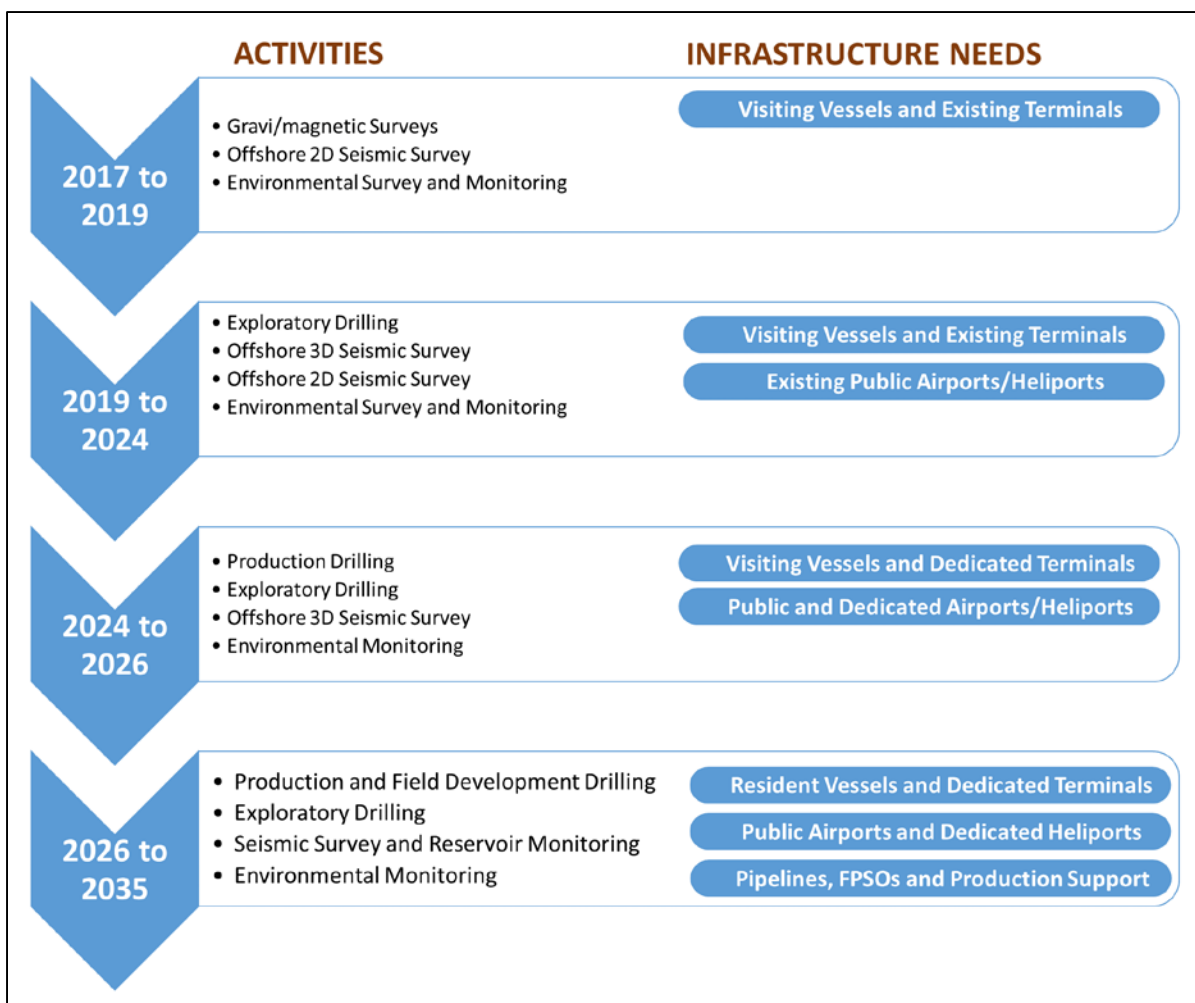 ACTIVITIES
INFRASTRUCTURE NEEDS
2017 to
2019
• Gravi/magnetic Surveys
• Offshore 2D Seismic Survey
• Environmental Survey and Monitoring
Visiting Vessels and Existing Terminals
2019 to
2024
• Exploratory Drilling
• Offshore 3D Seismic Survey
• Offshore 2D Seismic Survey
• Environmental Survey and Monitoring
Visiting Vessels and Existing Terminals
Existing Public Airports/Heliports
2024 to
2026
• Production Drilling
• Exploratory Drilling
• Offshore 3D Seismic Survey
• Environmental Monitoring
Visiting Vessels and Dedicated Terminals
Public and Dedicated Airports/Heliports
2026 to
2035
• Production and Field Development Drilling
• Exploratory Drilling
• Seismic Survey and Reservoir Monitoring
• Environmental Monitoring
Resident Vessels and Dedicated Terminals
Public Airports and Dedicated Heliports
Pipelines, FPSOs and Production Support